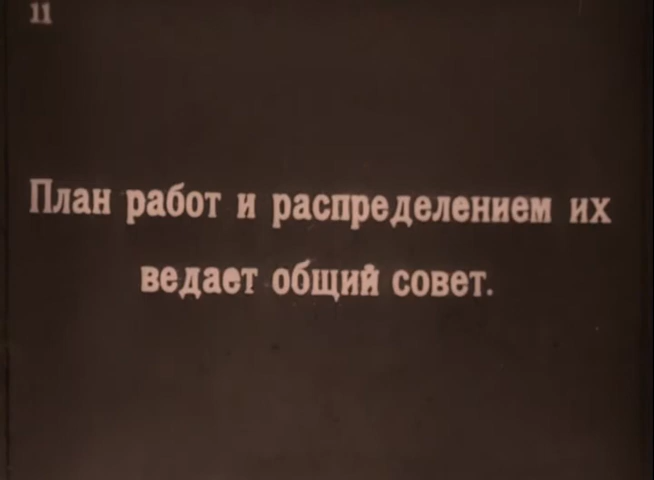 11
План работ и распределением их
ведает общий совет.